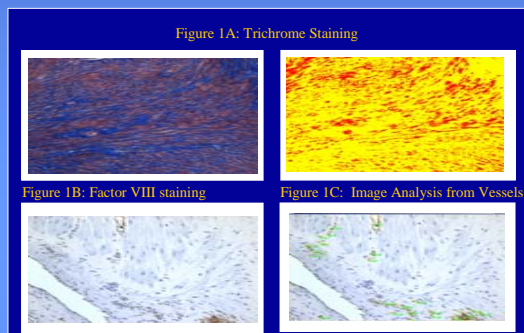 Figure 1A: Trichrome Staining
Figure 1B: Factor VIII staining
Figure 1C: Image Analysis from Vessels